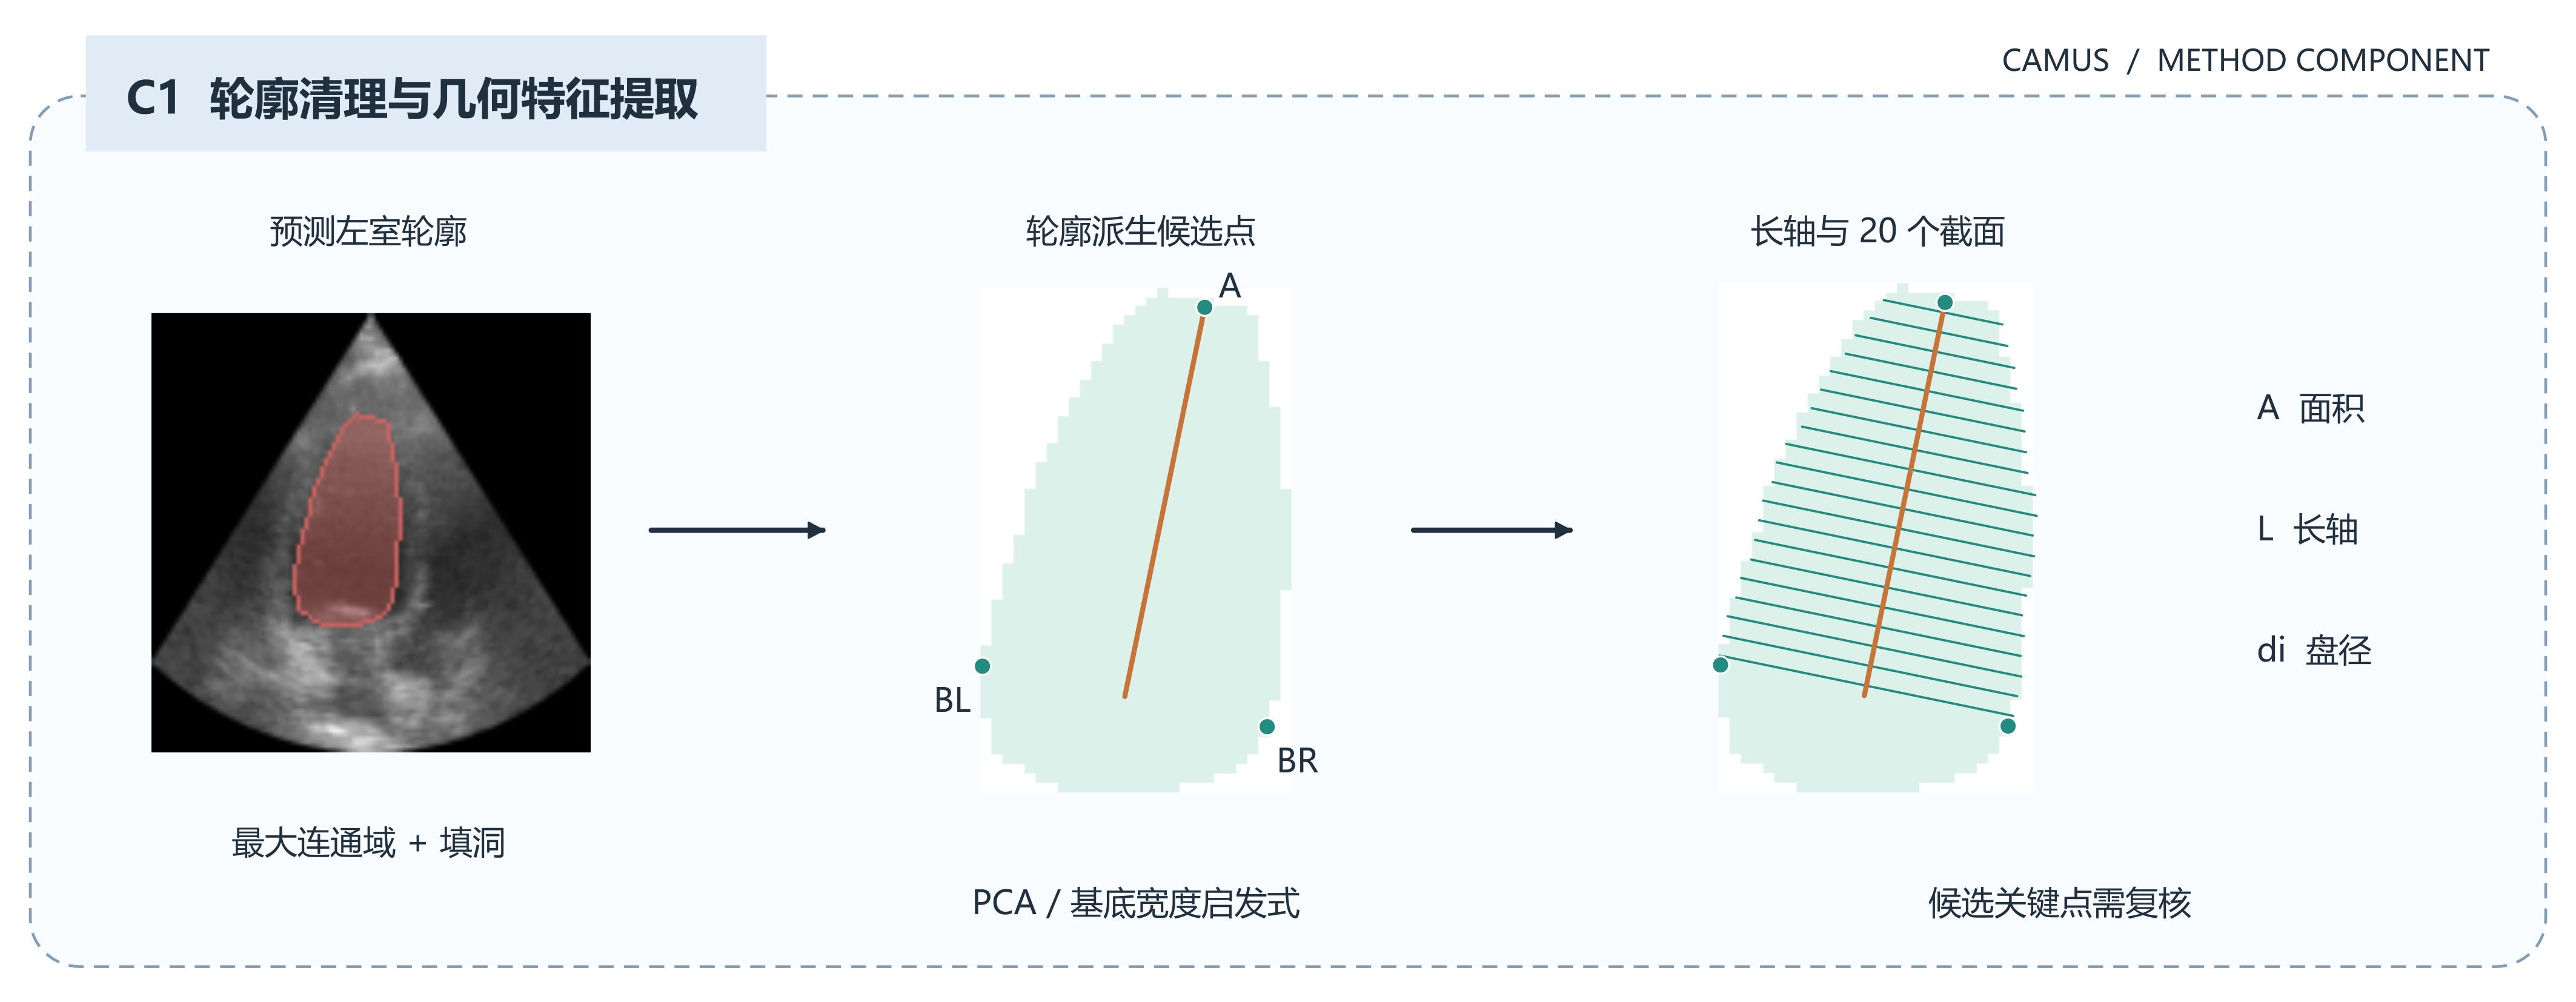 CAMUS / METHOD COMPONENT
C1 轮廓清理与几何特征提取
预测左室轮廓
轮廓派生候选点
长轴与 20 个截面
A
BL
BR
A 面积
L 长轴
di 盘径
最大连通域 + 填洞
PCA / 基底宽度启发式
候选关键点需复核